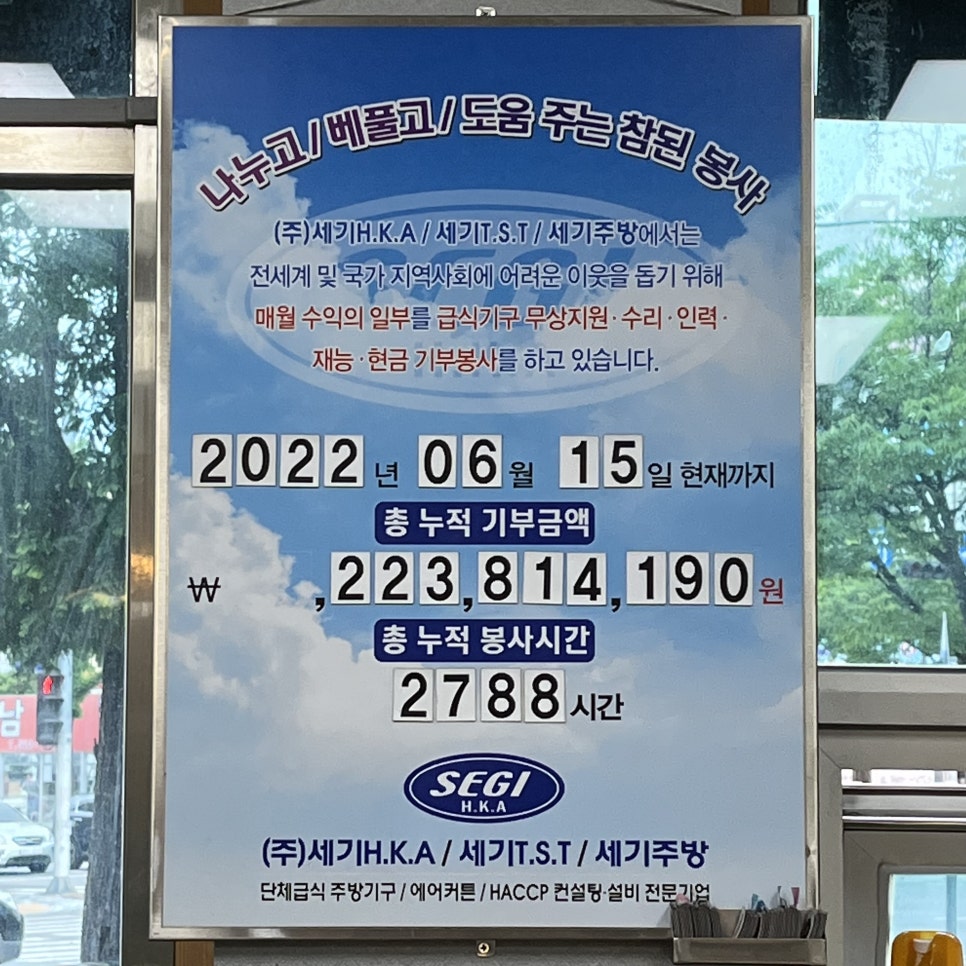 나누고/베풀고/도움 주는 참된 봉사
(주)세기H.K.A / 세기T.S.T / 세기주방에서는
전세계 및 국가 지역사회에 어려운 이웃을 돕기 위해
매월 수익의 일부를 급식기구 무상지원·수리·인력·
재능·현금 기부봉사를 하고 있습니다.
2022년 06월 15일 현재까지
총 누적 기부금액
₩ ,223,814,190원
총 누적 봉사시간
2788시간
SEGI
H.K.A
(주)세기H.K.A / 세기T.S.T / 세기주방
단체급식 주방기구 / 에어커튼 / HACCP 컨설팅·설비 전문기업
남